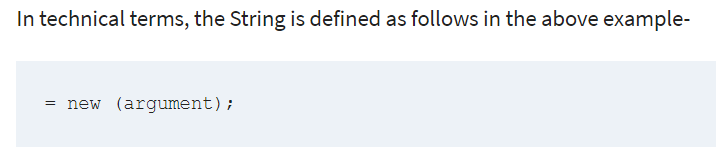 In technical terms, the String is defined as follows in the above example-
= new (argument);